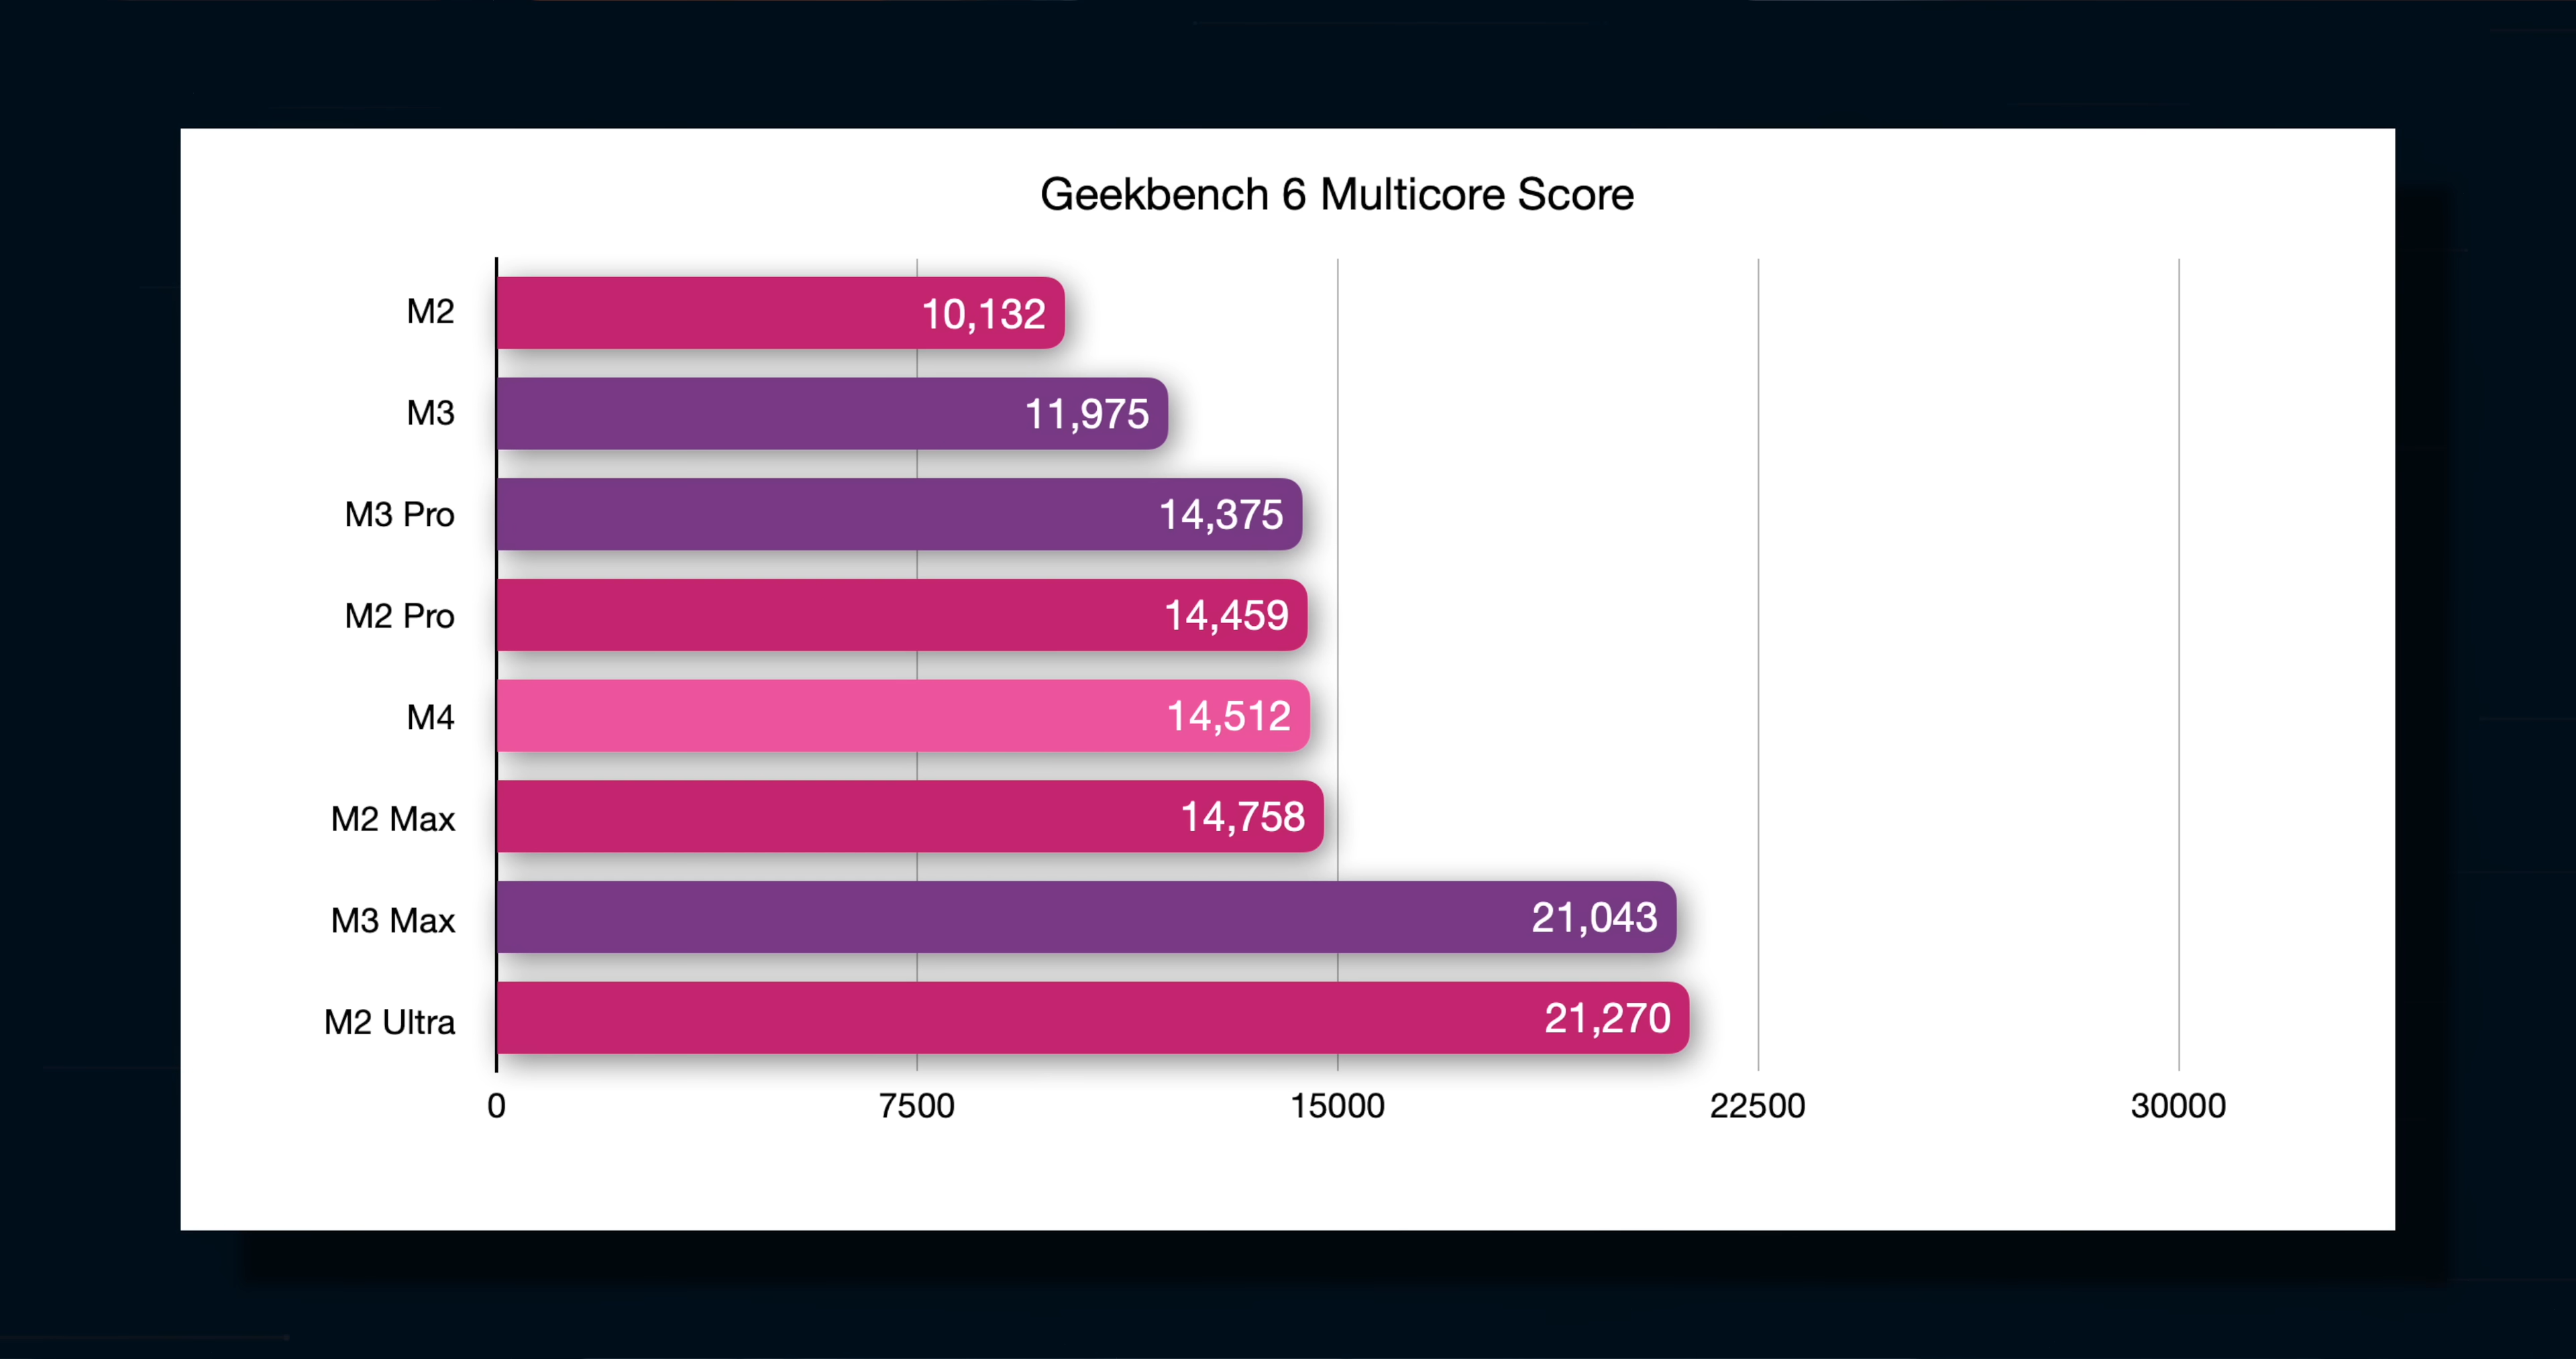 Geekbench 6 Multicore Score
M2 10,132
M3 11,975
M3 Pro 14,375
M2 Pro 14,459
M4 14,512
M2 Max 14,758
M3 Max 21,043
M2 Ultra 21,270
0 7500 15000 22500 30000